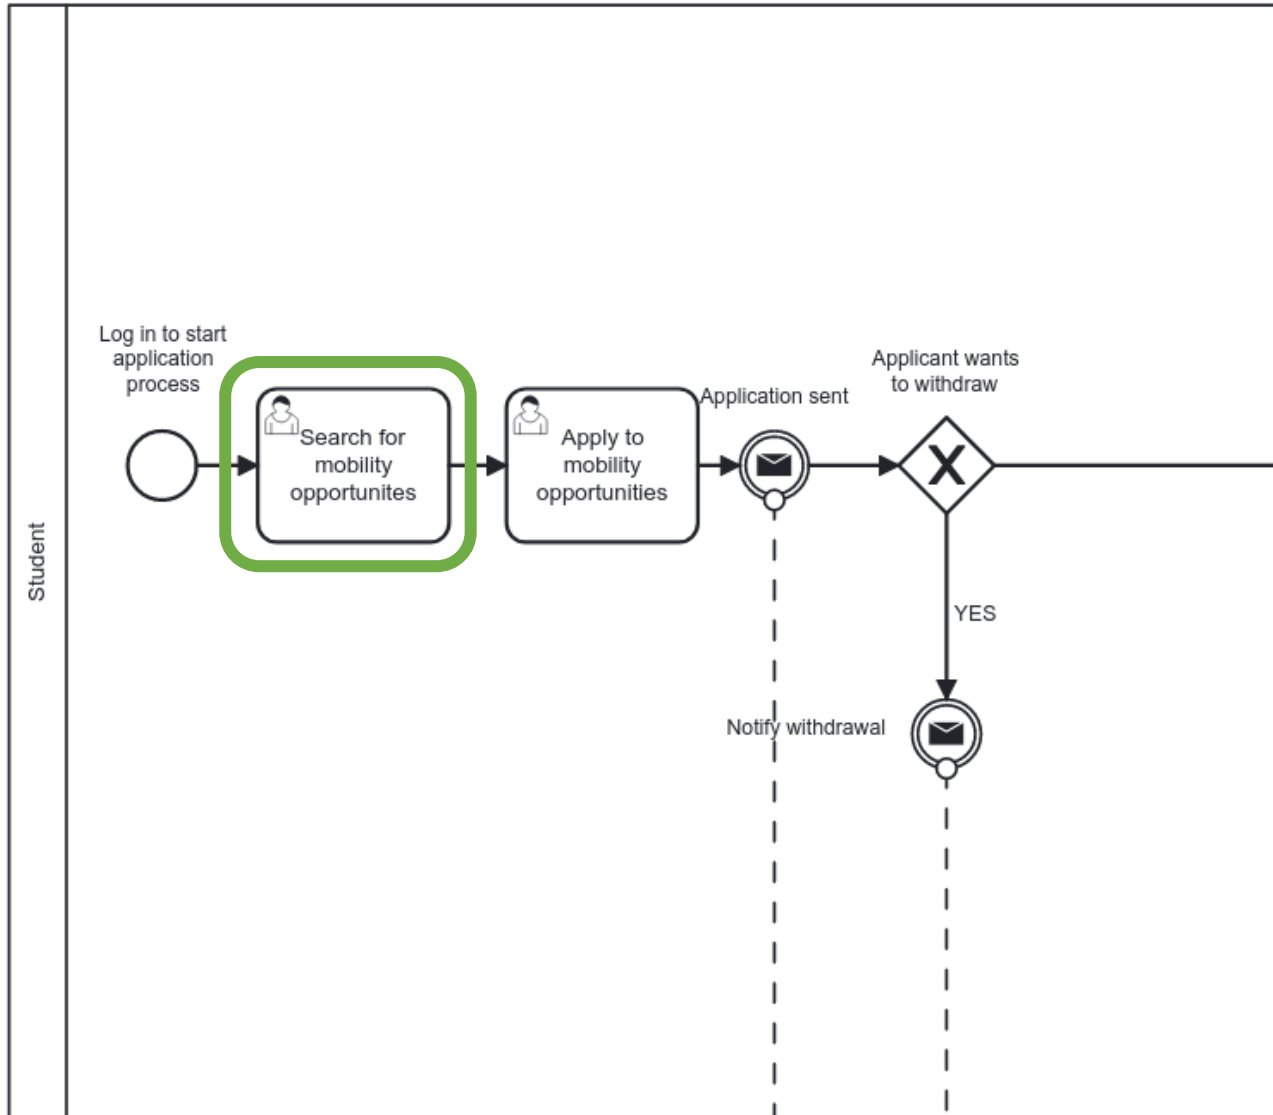 Student
Log in to start
application
process
Search for
mobility
opportunites
Apply to
mobility
opportunities
Application sent
Applicant wants
to withdraw
X
YES
Notify withdrawal